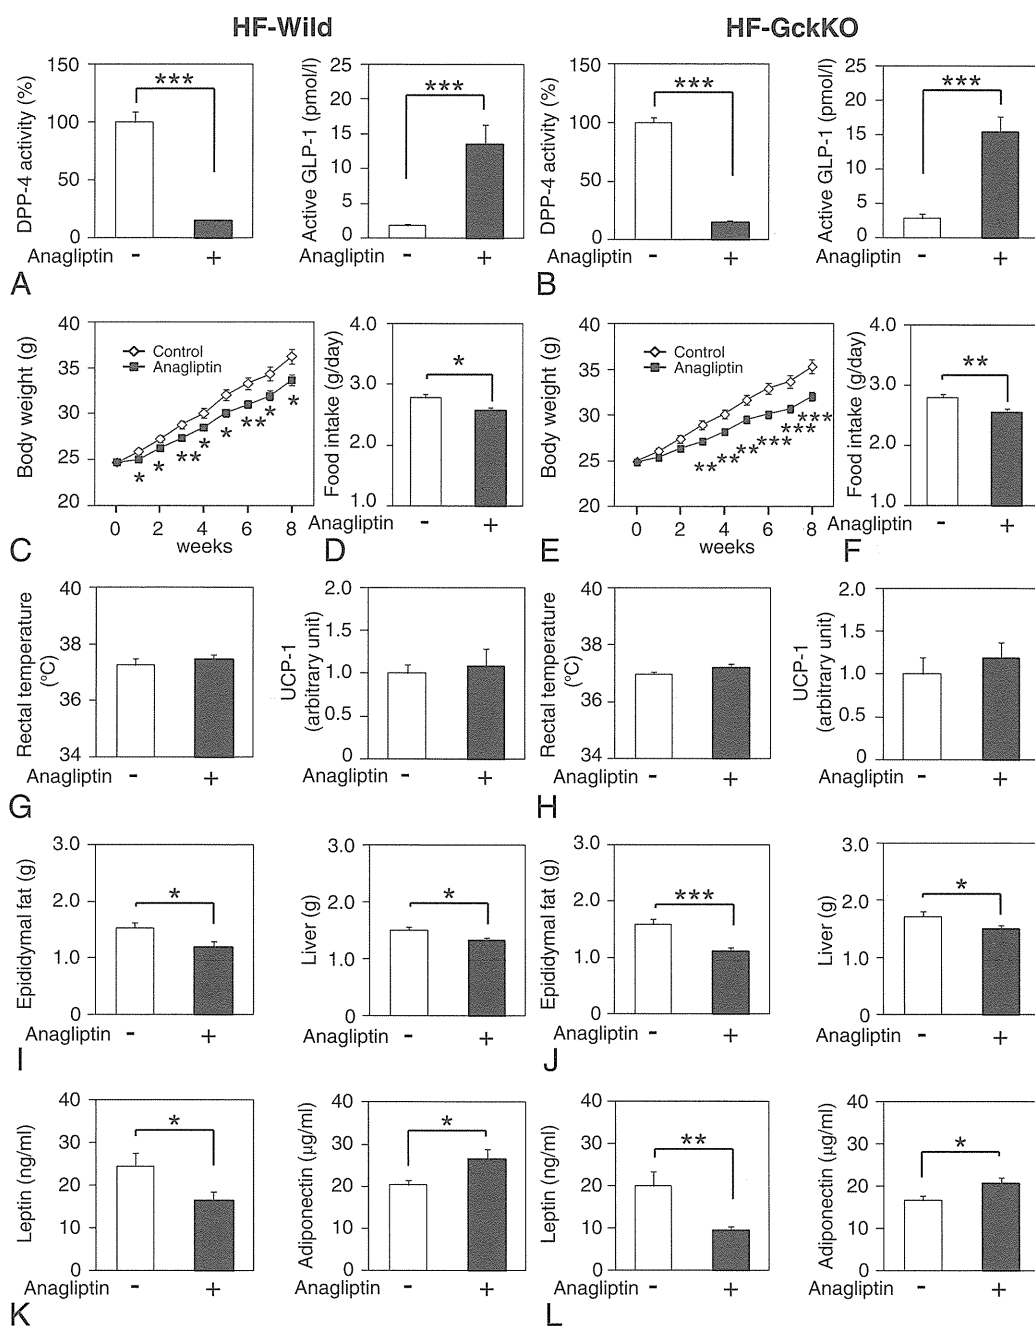 HF-Wild HF-GckKO
DPP-4 activity (%)
150
100
50
0
***
Anagliptin - +
Active GLP-1 (pmol/l)
25
20
15
10
5
0
***
Anagliptin - +
A
DPP-4 activity (%)
150
100
50
0
***
Anagliptin - +
Active GLP-1 (pmol/l)
25
20
15
10
5
0
***
Anagliptin - +
B
Body weight (g)
40
35
30
25
20
Control
Anagliptin
* * ** * * ** * *
0 2 4 6 8
weeks
C
Food intake (g/day)
4.0
3.0
2.0
1.0
*
Anagliptin - +
D
Body weight (g)
40
35
30
25
20
Control
Anagliptin
** ** *** *** *** ***
0 2 4 6 8
weeks
E
Food intake (g/day)
4.0
3.0
2.0
1.0
**
Anagliptin - +
F
Rectal temperature
(°C)
40
38
36
34
Anagliptin - +
UCP-1
(arbitrary unit)
2.0
1.5
1.0
0.5
0
Anagliptin - +
G
Rectal temperature
(°C)
40
38
36
34
Anagliptin - +
UCP-1
(arbitrary unit)
2.0
1.5
1.0
0.5
0
Anagliptin - +
H
Epididymal fat (g)
3.0
2.0
1.0
0
*
Anagliptin - +
Liver (g)
3.0
2.0
1.0
0
*
Anagliptin - +
I
Epididymal fat (g)
3.0
2.0
1.0
0
***
Anagliptin - +
Liver (g)
3.0
2.0
1.0
0
*
Anagliptin - +
J
Leptin (ng/ml)
40
30
20
10
0
*
Anagliptin - +
Adiponectin (μg/ml)
40
30
20
10
0
*
Anagliptin - +
K
Leptin (ng/ml)
40
30
20
10
0
**
Anagliptin - +
Adiponectin (μg/ml)
40
30
20
10
0
*
Anagliptin - +
L